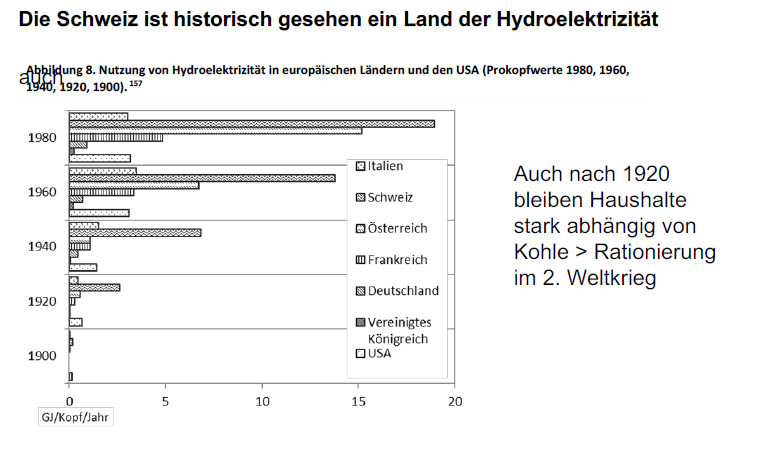 Die Schweiz ist historisch gesehen ein Land der Hydroelektrizität
Abbildung 8. Nutzung von Hydroelektrizität in europäischen Ländern und den USA (Prokopfwerte 1980, 1960,
auch
1940, 1920, 1900).157
1980
1960
1940
1920
1900
Italien
Schweiz
Österreich
Frankreich
Deutschland
Vereinigtes
Königreich
USA
0 5 10 15 20
GJ/Kopf/Jahr
Auch nach 1920
bleiben Haushalte
stark abhängig von
Kohle > Rationierung
im 2. Weltkrieg